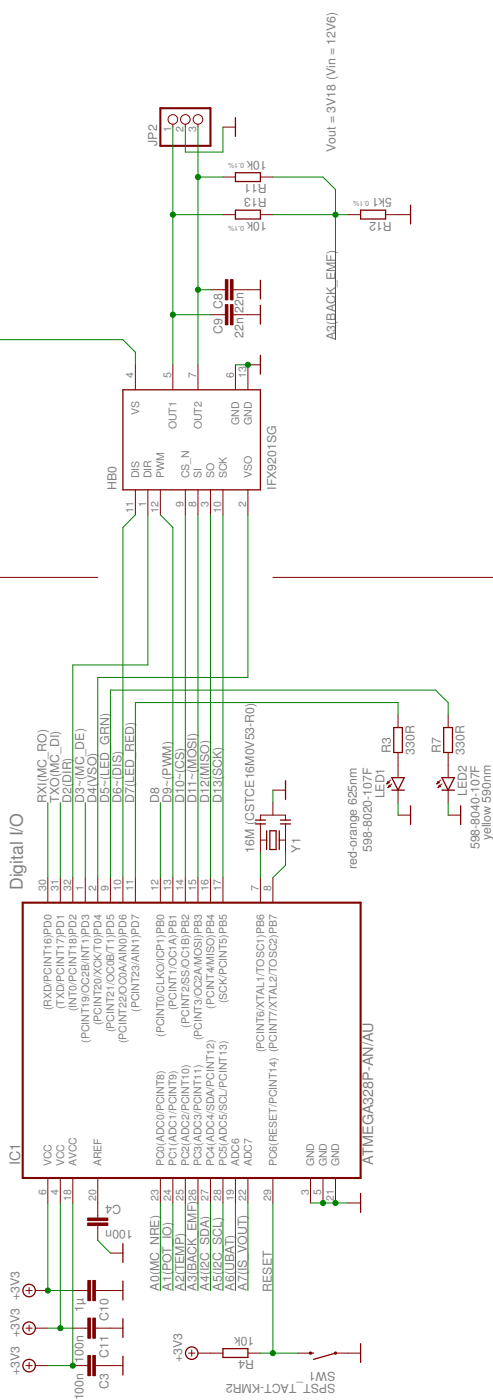 Digital I/O
IC1
ATMEGA328P-AN/AU
6 VCC
4 VCC
18 AVCC
20 AREF
23 PC0(ADC0/PCINT8)
24 PC1(ADC1/PCINT9)
25 PC2(ADC2/PCINT10)
26 PC3(ADC3/PCINT11)
27 PC4(ADC4/SDA/PCINT12)
28 PC5(ADC5/SCL/PCINT13)
19 ADC6
22 ADC7
29 PC6(RESET/PCINT14)
3 GND
5 GND
21 GND
(RXD/PCINT16)PD0 30
(TXD/PCINT17)PD1 31
(INT0/PCINT18)PD2 32
(PCINT19/OC2B/INT1)PD3 1
(PCINT20/XCK/T0)PD4 2
(PCINT21/OC0B/T1)PD5 9
(PCINT22/OC0A/AIN0)PD6 10
(PCINT23/AIN1)PD7 11
(PCINT0/CLKO/ICP1)PB0 12
(PCINT1/OC1A)PB1 13
(PCINT2/SS/OC1B)PB2 14
(PCINT3/OC2A/MOSI)PB3 15
(PCINT4/MISO)PB4 16
(SCK/PCINT5)PB5 17
(PCINT6/XTAL1/TOSC1)PB6 7
(PCINT7/XTAL2/TOSC2)PB7 8
RXI(MC_RO)
TXO(MC_DI)
D2(DIR)
D3~(MC_DE)
D4(VSO)
D5~(LED_GRN)
D6~(DIS)
D7(LED_RED)
D8
D9~(PWM)
D10~(CS)
D11~(MOSI)
D12(MISO)
D13(SCK)
A0(MC_NRE)
A1(POT_IO)
A2(TEMP)
A3(BACK_EMF)
A4(I2C_SDA)
A5(I2C_SCL)
A6(UBAT)
A7(IS_VOUT)
RESET
+3V3
+3V3
+3V3
1µ C10
100n C11
100n C3
100n C4
+3V3
R4 10k
SW1
SPST_TACT-KMR2
16M (CSTCE16M0V53-R0)
Y1
R3 330R
red-orange 625nm
598-8020-107F
LED1
R7 330R
LED2
598-8040-107F
yellow 590nm
HB0
IFX9201SG
11 DIS
1 DIR
12 PWM
9 CS_N
8 SI
3 SO
10 SCK
2 VSO
VS 4
OUT1 5
OUT2 7
GND 6
GND 13
C9 22n
C8 22n
JP2
1
2
3
10k 0.1% R13
10k 0.1% R11
5k1 0.1% R12
A3(BACK_EMF)
Vout = 3V18 (Vin = 12V6)